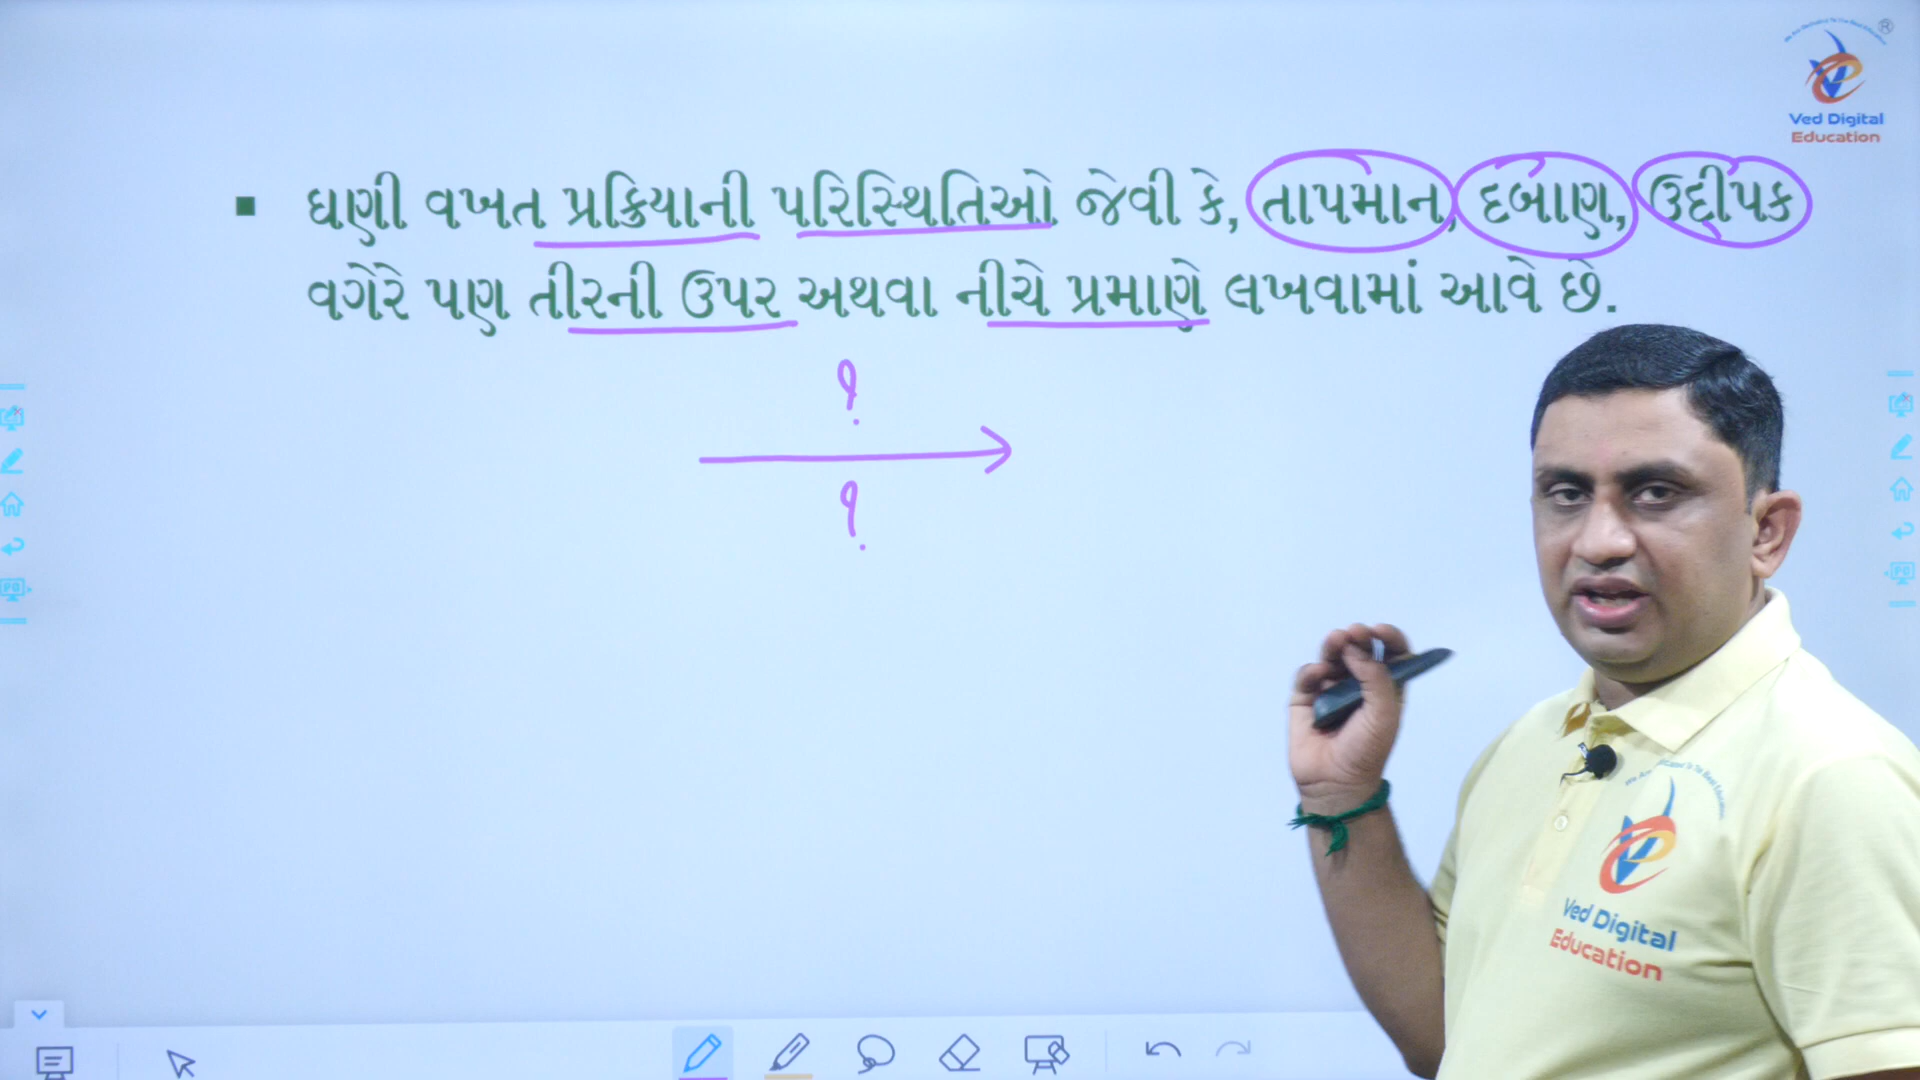 Ved Digital
Education
ઘણી વખત પ્રક્રિયાની પરિસ્થિતિઓ જેવી કે, તાપમાન, દબાણ, ઉદ્દીપક
વગેરે પણ તીરની ઉપર અથવા નીચે પ્રમાણે લખવામાં આવે છે.
?
?
Ved Digital
Education